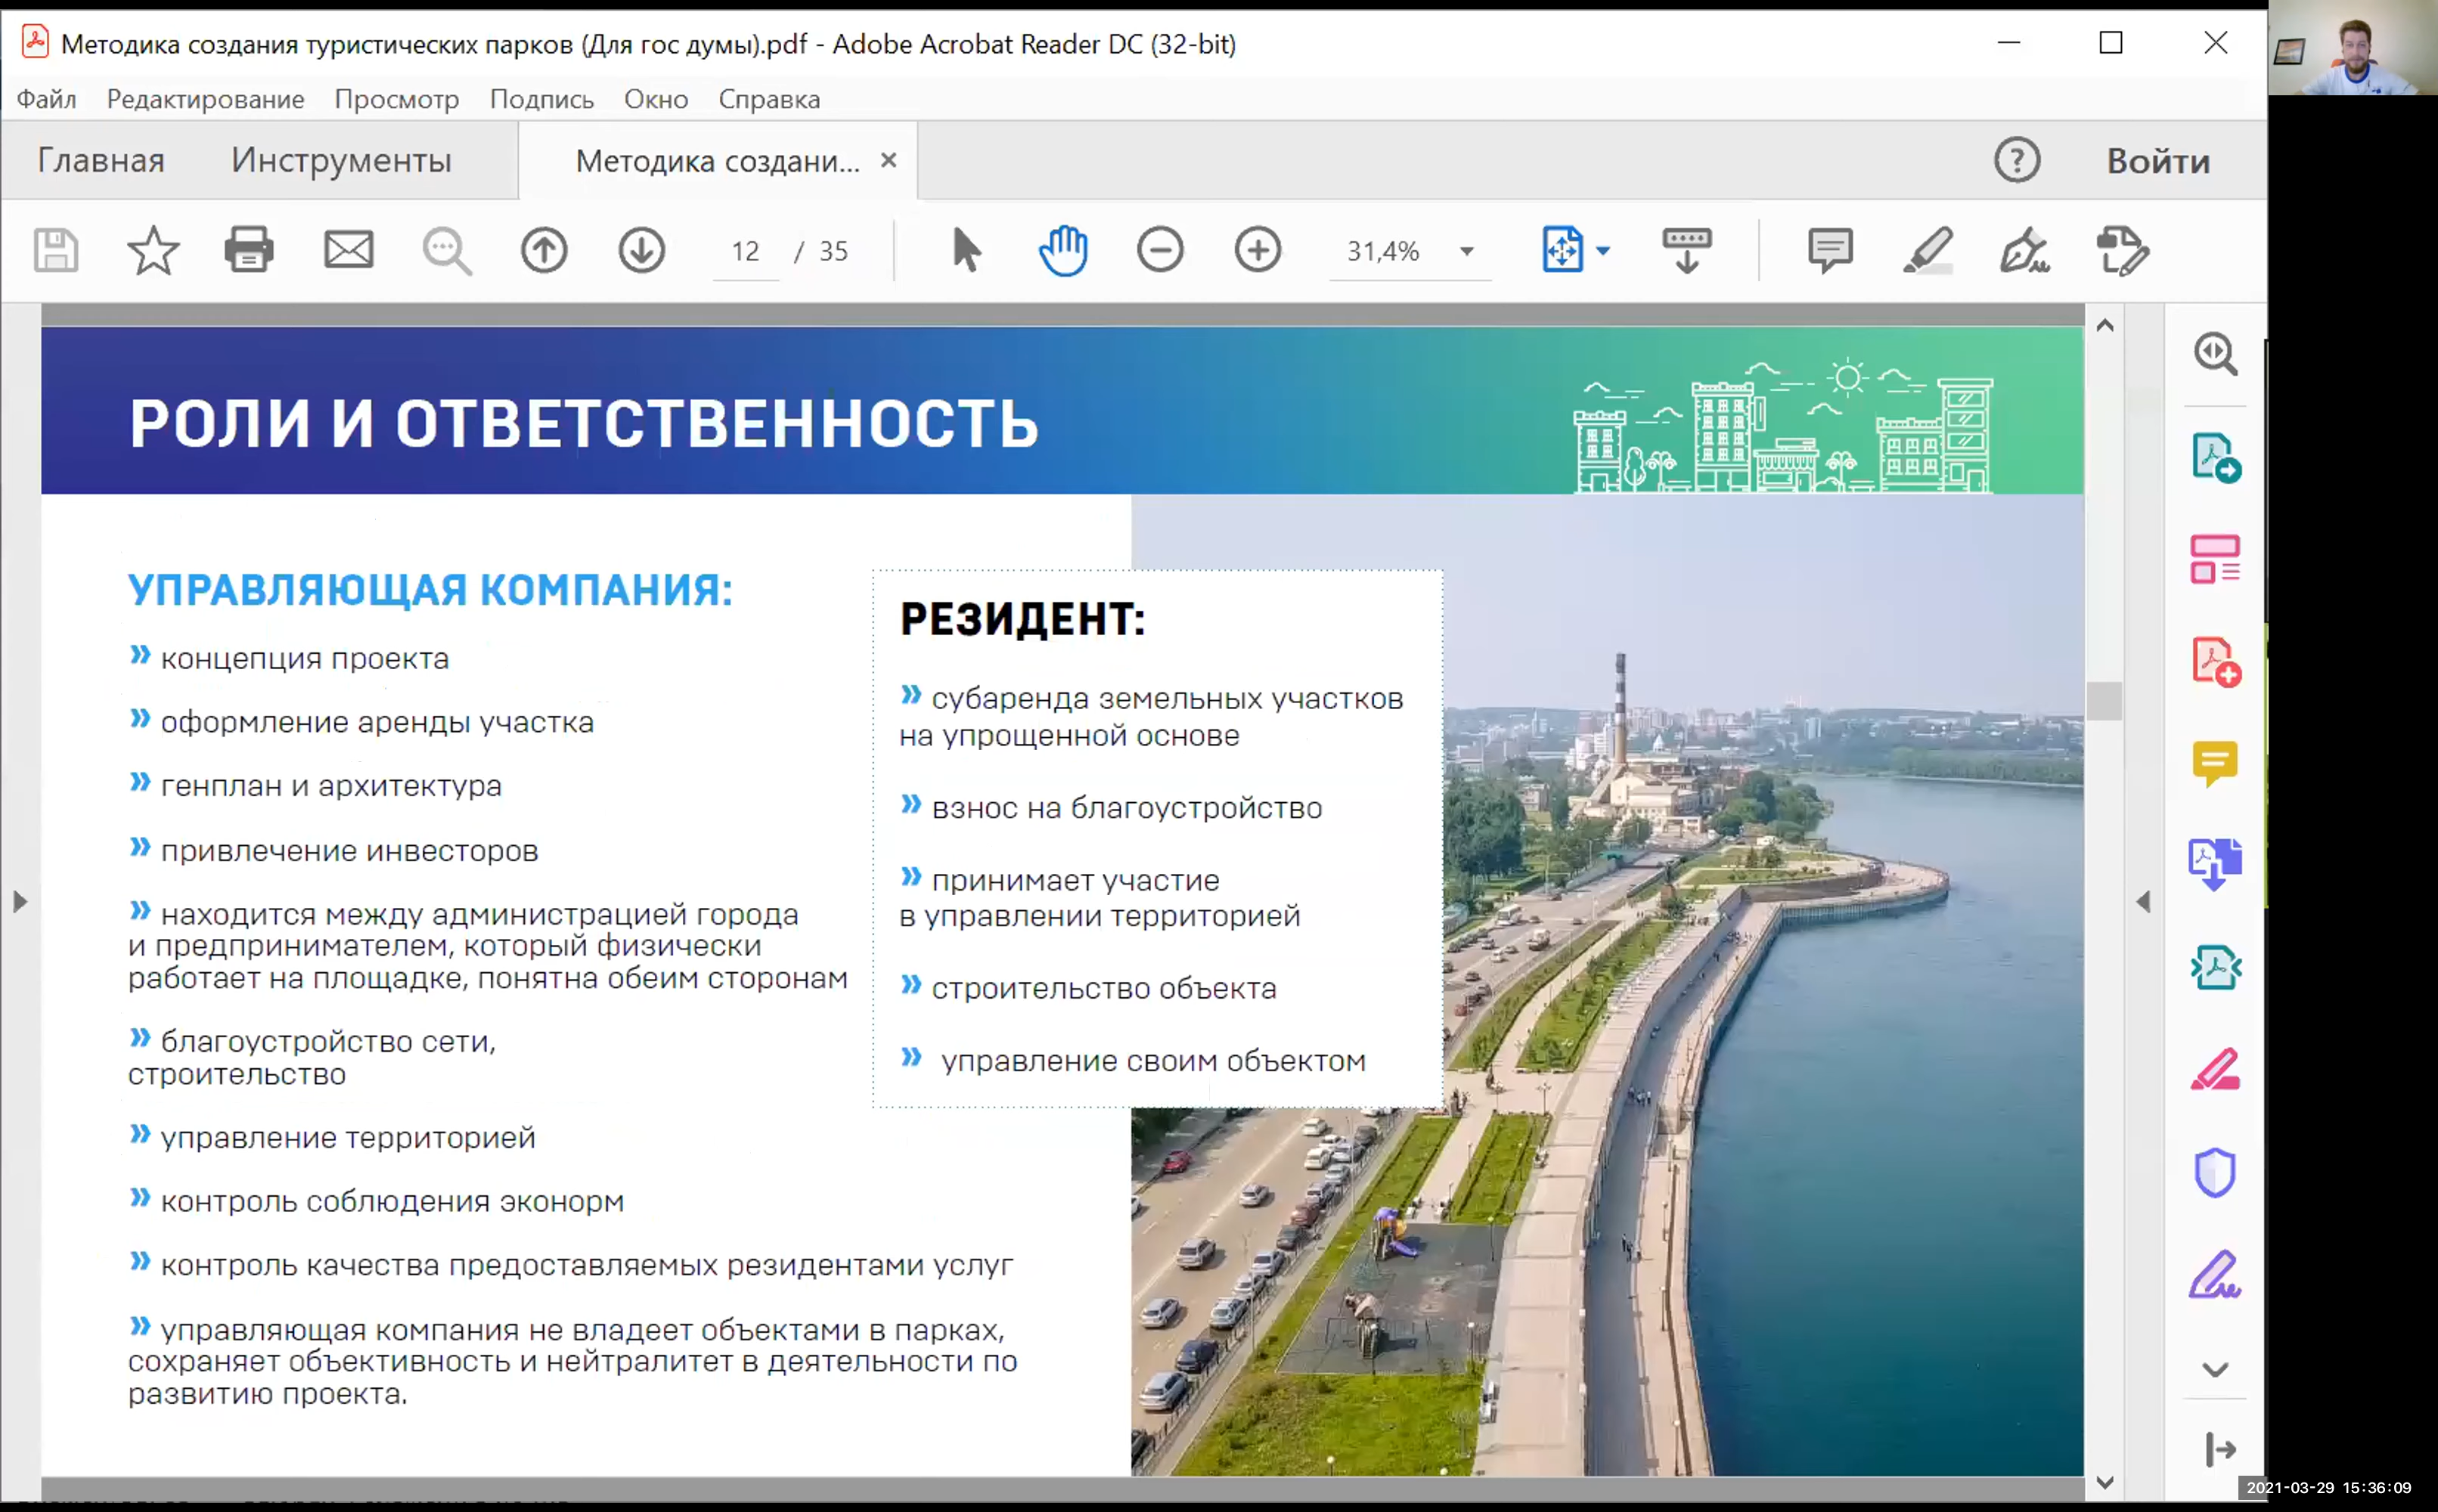 Методика создания туристических парков (Для гос думы).pdf - Adobe Acrobat Reader DC (32-bit)
Файл Редактирование Просмотр Подпись Окно Справка
Главная Инструменты Методика создани... × ? Войти
12 / 35 31,4%
РОЛИ И ОТВЕТСТВЕННОСТЬ
УПРАВЛЯЮЩАЯ КОМПАНИЯ:
» концепция проекта
» оформление аренды участка
» генплан и архитектура
» привлечение инвесторов
» находится между администрацией города
и предпринимателем, который физически
работает на площадке, понятна обеим сторонам
» благоустройство сети,
строительство
» управление территорией
» контроль соблюдения эконорм
» контроль качества предоставляемых резидентами услуг
» управляющая компания не владеет объектами в парках,
сохраняет объективность и нейтралитет в деятельности по
развитию проекта.
РЕЗИДЕНТ:
» субаренда земельных участков
на упрощенной основе
» взнос на благоустройство
» принимает участие
в управлении территорией
» строительство объекта
» управление своим объектом
2021-03-29 15:36:09